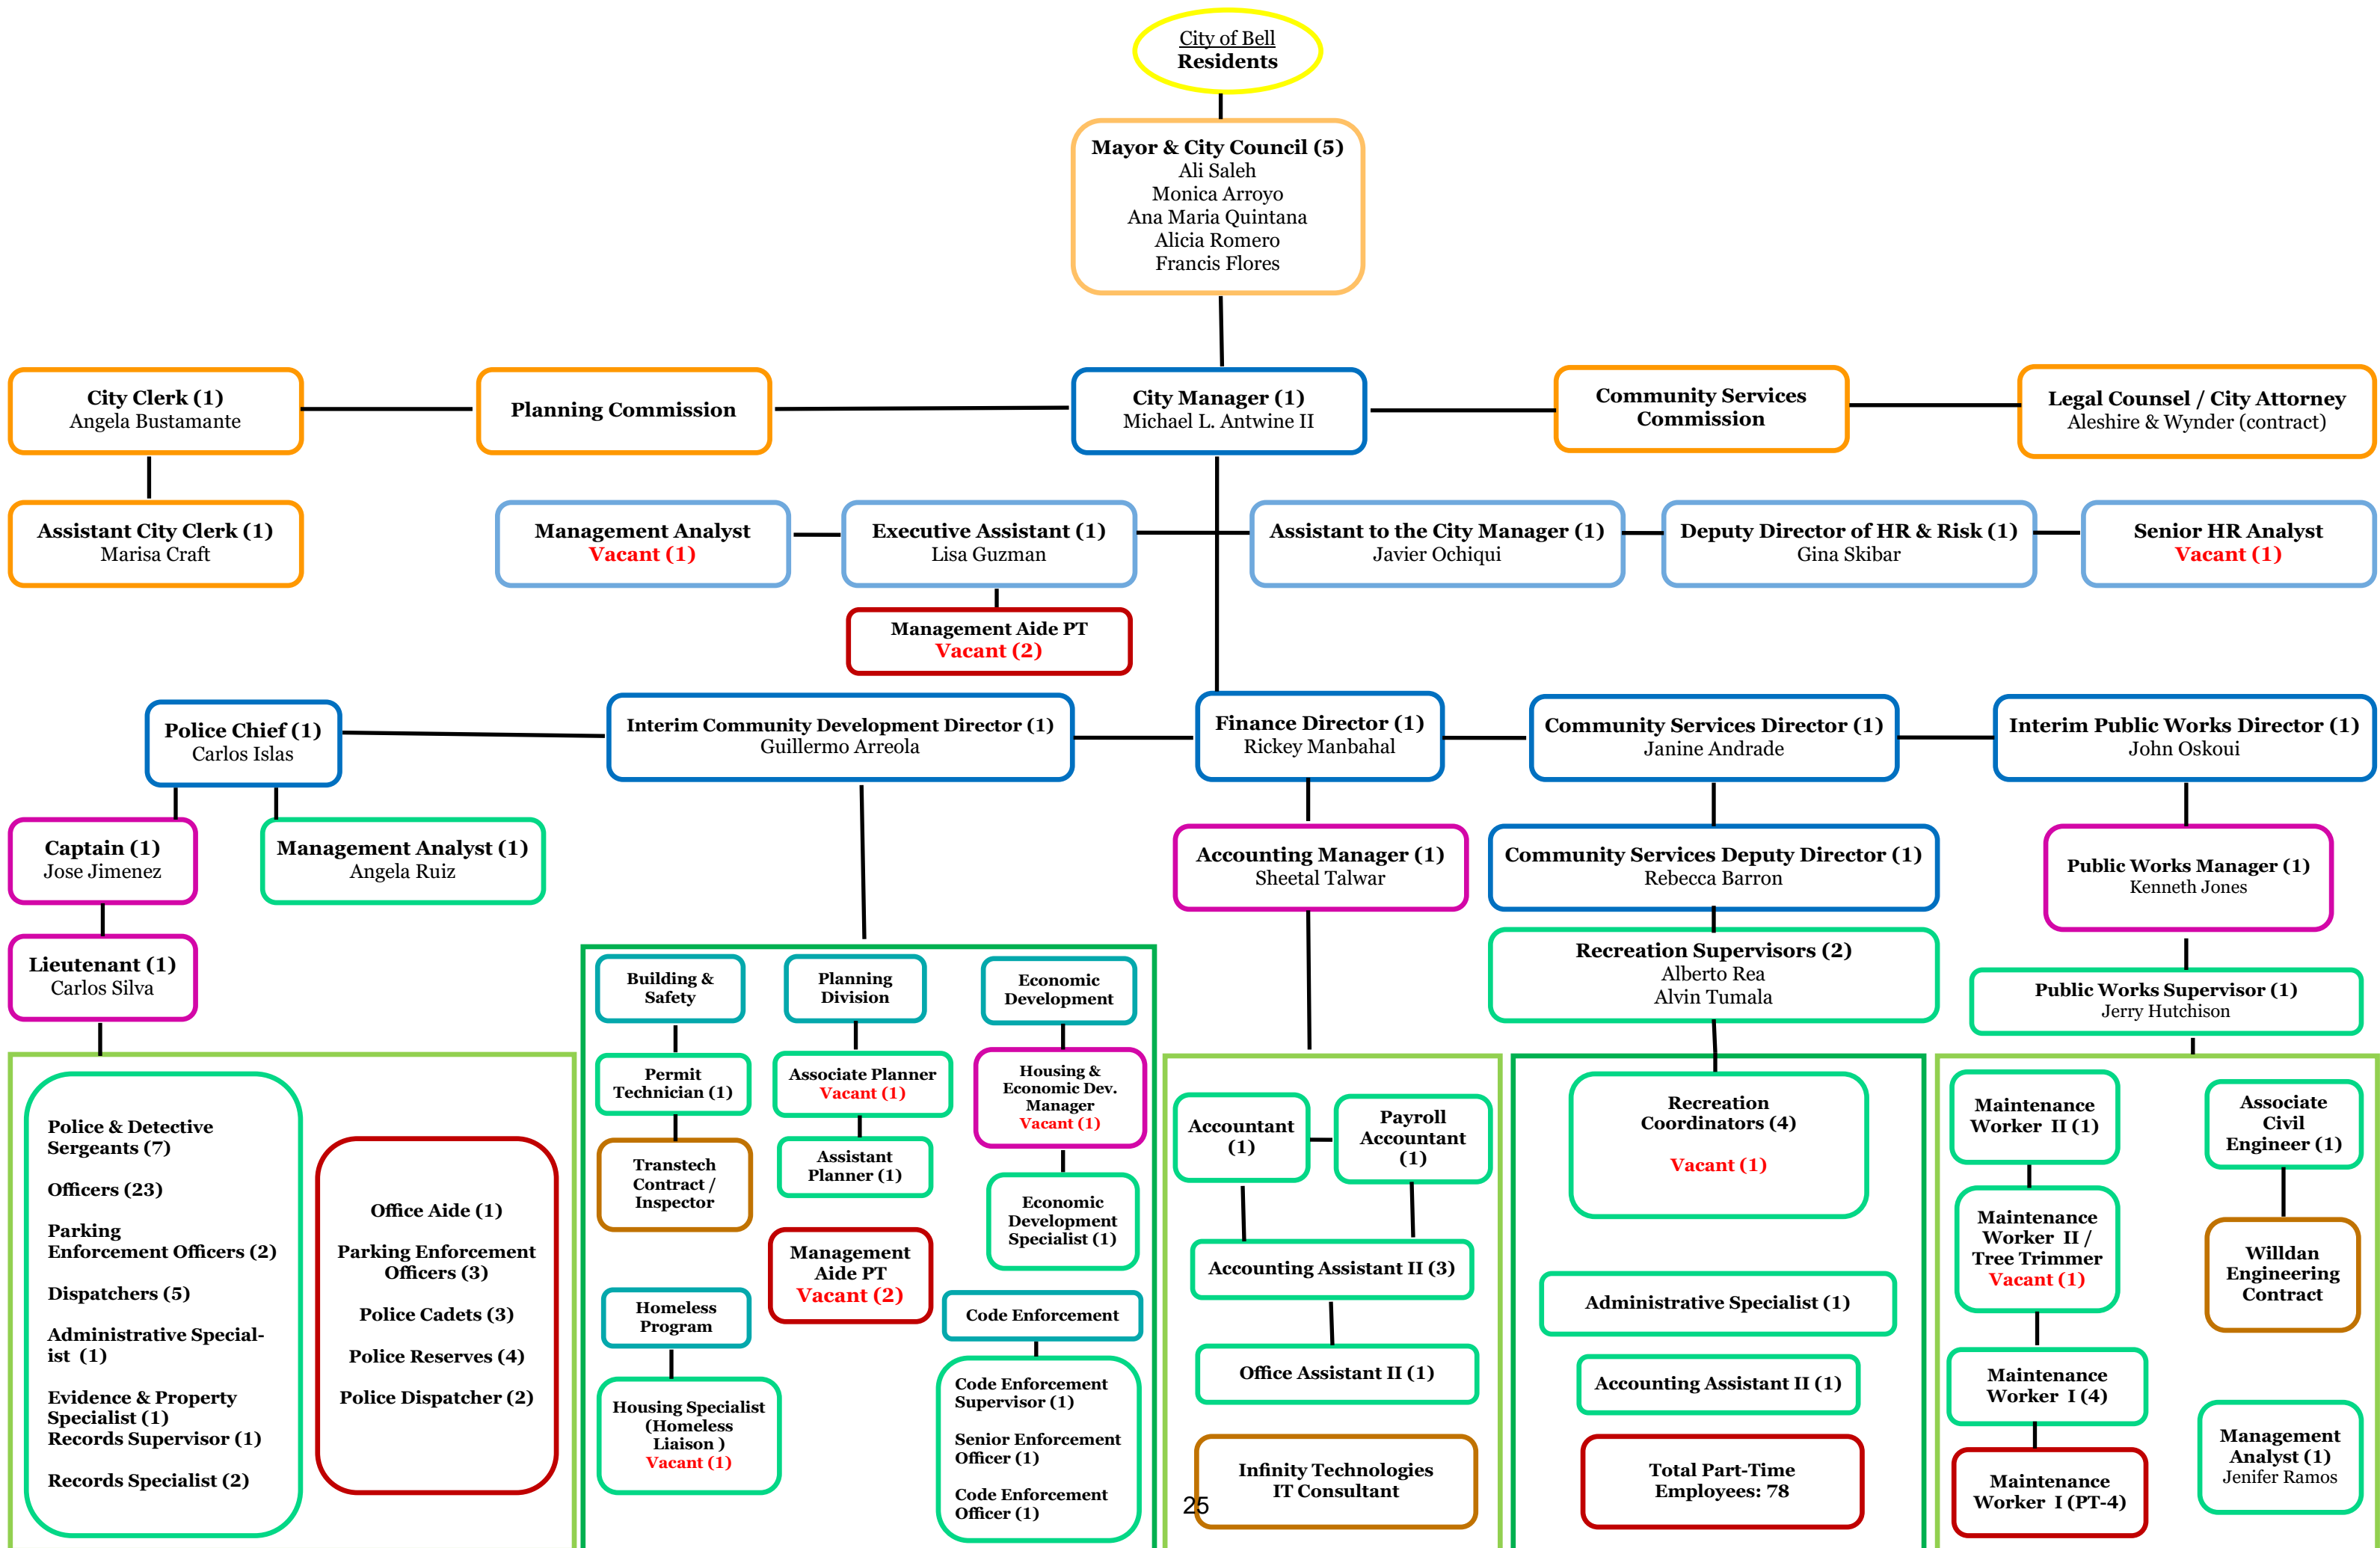 City of Bell
Residents
Mayor & City Council (5)
Ali Saleh
Monica Arroyo
Ana Maria Quintana
Alicia Romero
Francis Flores
City Clerk (1)
Angela Bustamante
Planning Commission
City Manager (1)
Michael L. Antwine II
Community Services
Commission
Legal Counsel / City Attorney
Aleshire & Wynder (contract)
Assistant City Clerk (1)
Marisa Craft
Management Analyst
Vacant (1)
Executive Assistant (1)
Lisa Guzman
Assistant to the City Manager (1)
Javier Ochiqui
Deputy Director of HR & Risk (1)
Gina Skibar
Senior HR Analyst
Vacant (1)
Management Aide PT
Vacant (2)
Police Chief (1)
Carlos Islas
Interim Community Development Director (1)
Guillermo Arreola
Finance Director (1)
Rickey Manbahal
Community Services Director (1)
Janine Andrade
Interim Public Works Director (1)
John Oskoui
Captain (1)
Jose Jimenez
Management Analyst (1)
Angela Ruiz
Accounting Manager (1)
Sheetal Talwar
Community Services Deputy Director (1)
Rebecca Barron
Public Works Manager (1)
Kenneth Jones
Lieutenant (1)
Carlos Silva
Recreation Supervisors (2)
Alberto Rea
Alvin Tumala
Public Works Supervisor (1)
Jerry Hutchison
Police & Detective
Sergeants (7)
Officers (23)
Parking
Enforcement Officers (2)
Dispatchers (5)
Administrative Special-
ist (1)
Evidence & Property
Specialist (1)
Records Supervisor (1)
Records Specialist (2)
Office Aide (1)
Parking Enforcement
Officers (3)
Police Cadets (3)
Police Reserves (4)
Police Dispatcher (2)
Building &
Safety
Permit
Technician (1)
Transtech
Contract /
Inspector
Homeless
Program
Housing Specialist
(Homeless
Liaison )
Vacant (1)
Planning
Division
Associate Planner
Vacant (1)
Assistant
Planner (1)
Management
Aide PT
Vacant (2)
Economic
Development
Housing &
Economic Dev.
Manager
Vacant (1)
Economic
Development
Specialist (1)
Code Enforcement
Code Enforcement
Supervisor (1)
Senior Enforcement
Officer (1)
Code Enforcement
Officer (1)
Accountant
(1)
Payroll
Accountant
(1)
Accounting Assistant II (3)
Office Assistant II (1)
Infinity Technologies
IT Consultant
25
Recreation
Coordinators (4)
Vacant (1)
Administrative Specialist (1)
Accounting Assistant II (1)
Total Part-Time
Employees: 78
Maintenance
Worker II (1)
Maintenance
Worker II /
Tree Trimmer
Vacant (1)
Maintenance
Worker I (4)
Maintenance
Worker I (PT-4)
Associate
Civil
Engineer (1)
Willdan
Engineering
Contract
Management
Analyst (1)
Jenifer Ramos